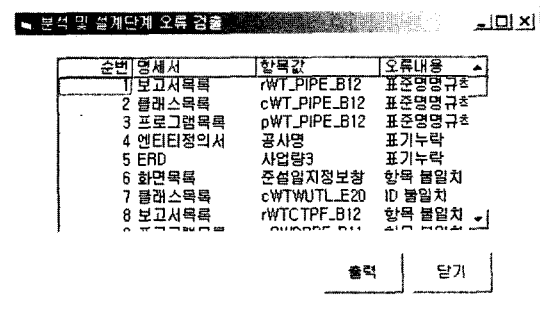 분석 및 설계단계 오류 검출
순번 명세서 항목값 오류내용
1 보고서목록 rWT_PIPE_B12 표준명명규츠
2 클래스목록 cWT_PIPE_B12 표준명명규츠
3 프로그램목록 pWT_PIPE_B12 표준명명규츠
4 엔티티정의서 공사명 표기누락
5 ERD 사업량3 표기누락
6 화면목록 준설일지정보창 항목 불일치
7 클래스목록 cWTWUTL_E20 ID 불일치
8 보고서목록 rWTCTPF_B12 항목 불일치
출력 닫기